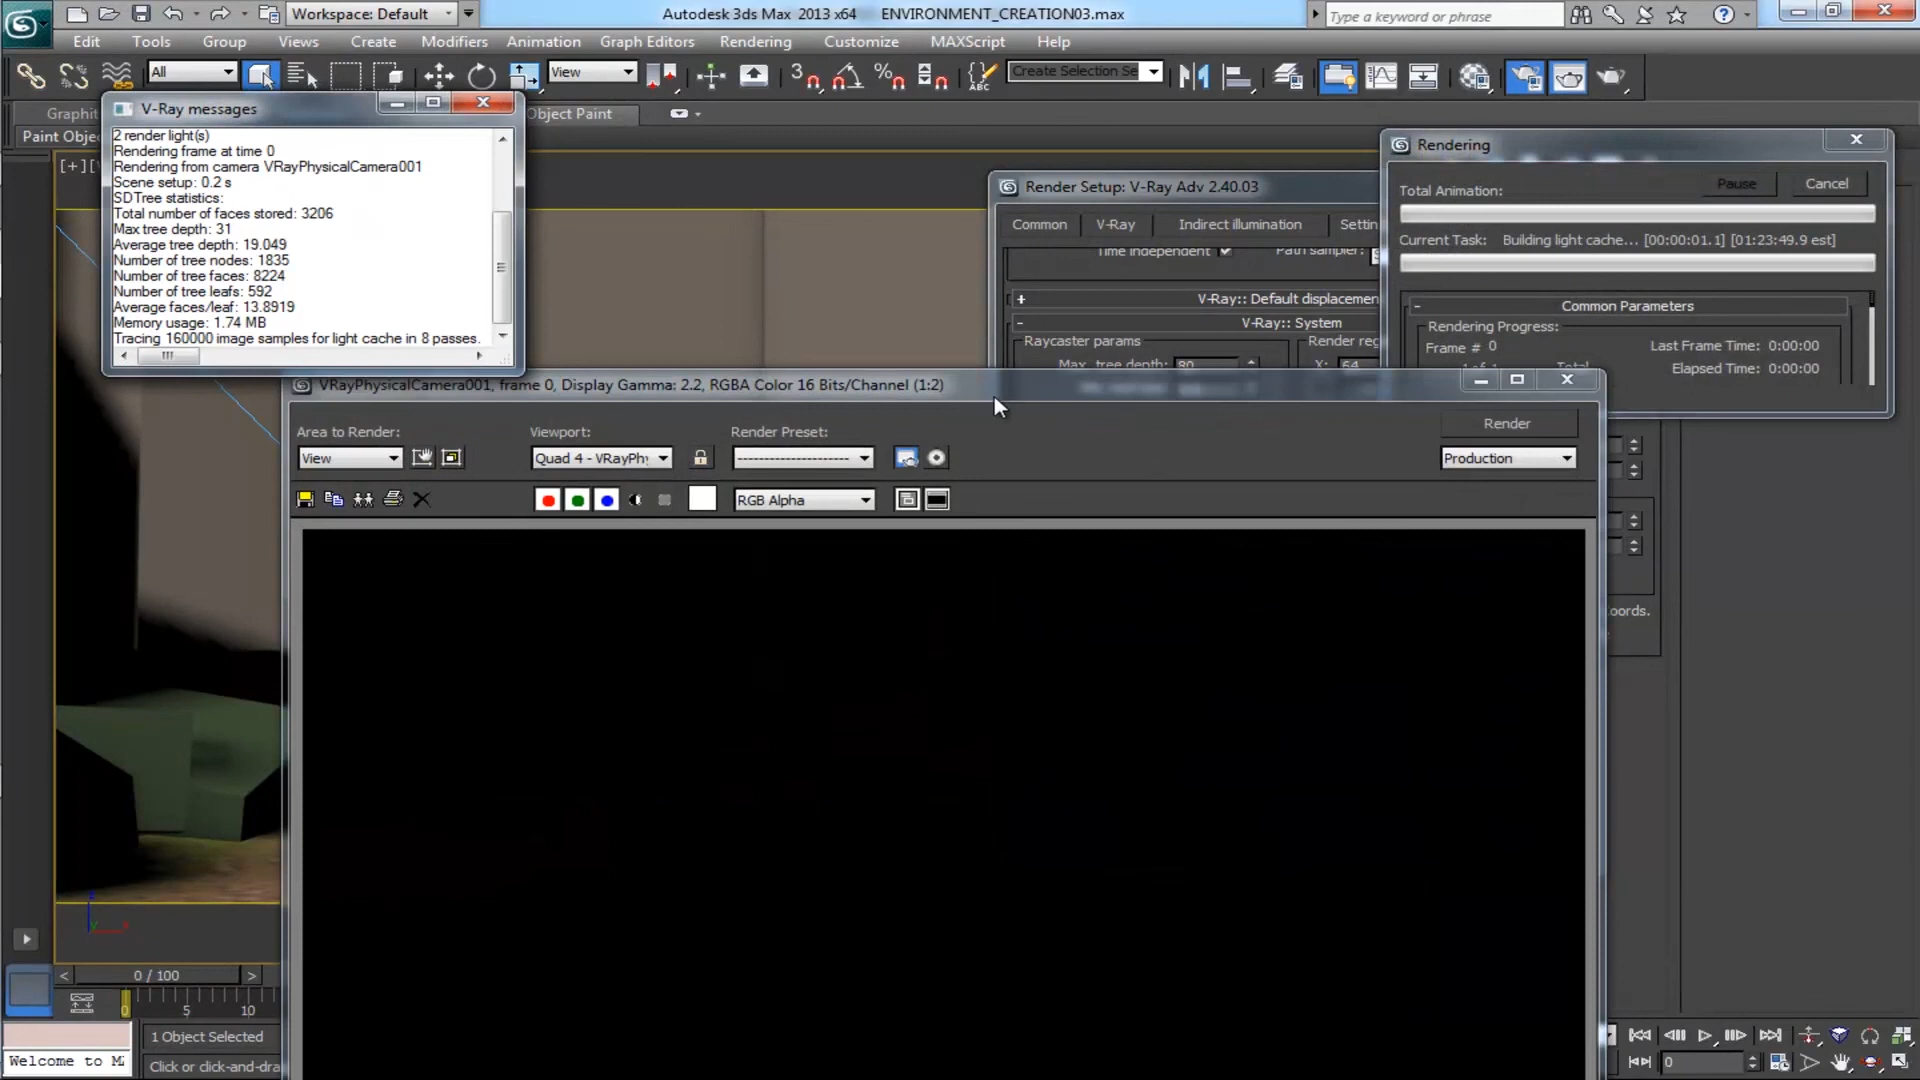 Workspace: Default
Autodesk 3ds Max 2013 x64 ENVIRONMENT_CREATION03.max
Type a keyword or phrase
Edit Tools Group Views Create Modifiers Animation Graph Editors Rendering Customize MAXScript Help
All
View
Create Selection Se
Object Paint
V-Ray messages
2 render light(s)
Rendering frame at time 0
Rendering from camera VRayPhysicalCamera001
Scene setup: 0.2 s
SDTree statistics:
Total number of faces stored: 3206
Max tree depth: 31
Average tree depth: 19.049
Number of tree nodes: 1835
Number of tree faces: 8224
Number of tree leafs: 592
Average faces/leaf: 13.8919
Memory usage: 1.74 MB
Tracing 160000 image samples for light cache in 8 passes.
Render Setup: V-Ray Adv 2.40.03
Common V-Ray Indirect illumination
Time independent
Path sampler:
+ V-Ray:: Default displacemen
- V-Ray:: System
Raycaster params
Max. tree depth: 80
X: 64
Rendering
Total Animation:
Pause
Cancel
Current Task: Building light cache... [00:00:01.1] [01:23:49.9 est]
- Common Parameters
Rendering Progress:
Frame # 0
Last Frame Time: 0:00:00
Elapsed Time: 0:00:00
VRayPhysicalCamera001, frame 0, Display Gamma: 2.2, RGBA Color 16 Bits/Channel (1:2)
Area to Render:
Viewport:
Render Preset:
Render
View
Quad 4 - VRayPhy
Production
RGB Alpha
0 / 100
0 5 10
1 Object Selected
Welcome to M
Click or click-and-dra
0